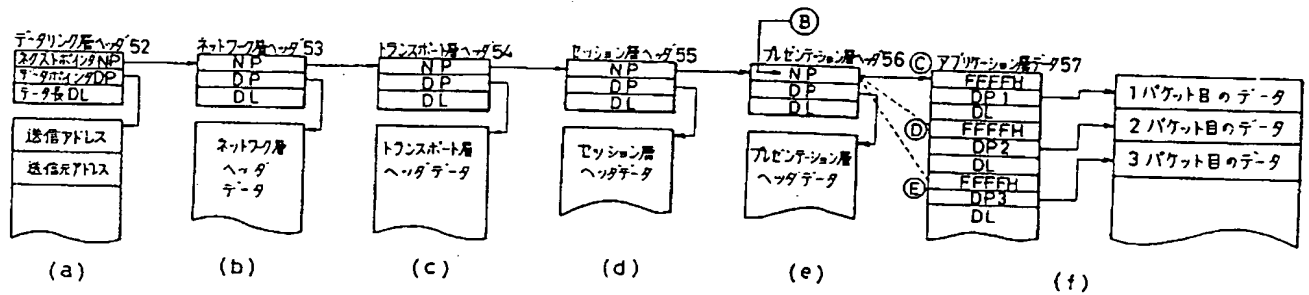 データリンク層ヘッダ52
ネクストポインタNP
データポインタDP
データ長DL
送信アドレス
送信元アドレス
(a)
ネットワーク層ヘッダ53
NP
DP
DL
ネットワーク層
ヘッダ
データ
(b)
トランスポート層ヘッダ54
NP
DP
DL
トランスポート層
ヘッダデータ
(c)
セッション層ヘッダ55
NP
DP
DL
セッション層
ヘッダデータ
(d)
B
プレゼンテーション層ヘッダ56
NP
DP
DL
プレゼンテーション層
ヘッダデータ
(e)
C
D
E
アプリケーション層データ57
FFFFH
DP1
DL
FFFFH
DP2
DL
FFFFH
DP3
DL
1パケット目のデータ
2パケット目のデータ
3パケット目のデータ
(f)